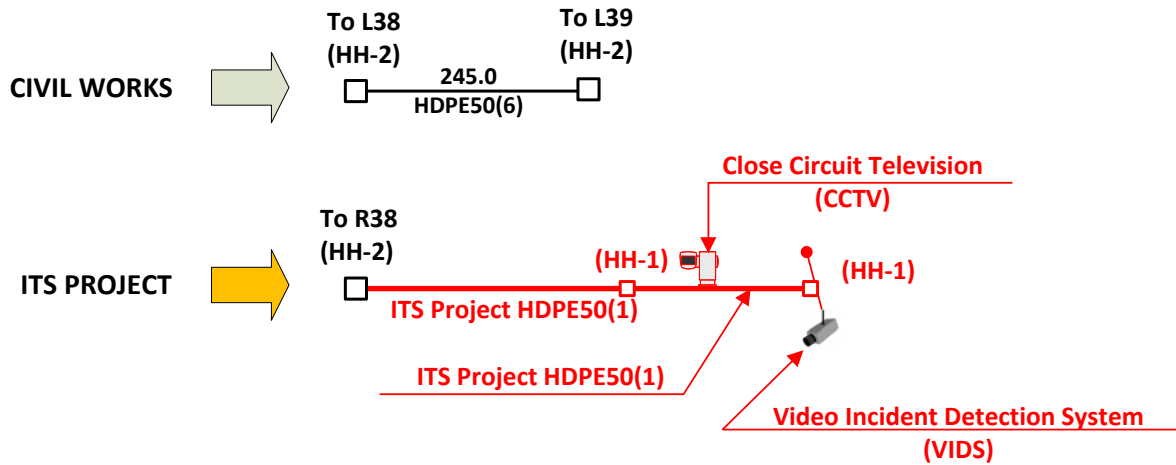 To L38
(HH-2)
To L39
(HH-2)
CIVIL WORKS
245.0
HDPE50(6)
Close Circuit Television
(CCTV)
To R38
(HH-2)
(HH-1)
(HH-1)
ITS PROJECT
ITS Project HDPE50(1)
ITS Project HDPE50(1)
Video Incident Detection System
(VIDS)